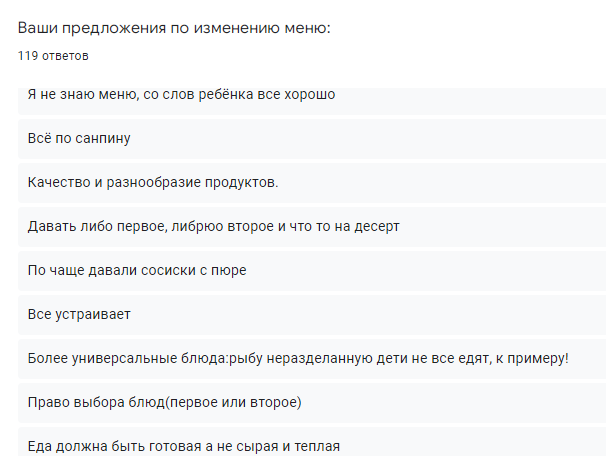 Ваши предложения по изменению меню:
119 ответов
Я не знаю меню, со слов ребёнка все хорошо
Всё по санпину
Качество и разнообразие продуктов.
Давать либо первое, либрюо второе и что то на десерт
По чаще давали сосиски с пюре
Все устраивает
Более универсальные блюда:рыбу неразделанную дети не все едят, к примеру!
Право выбора блюд(первое или второе)
Еда должна быть готовая а не сырая и теплая